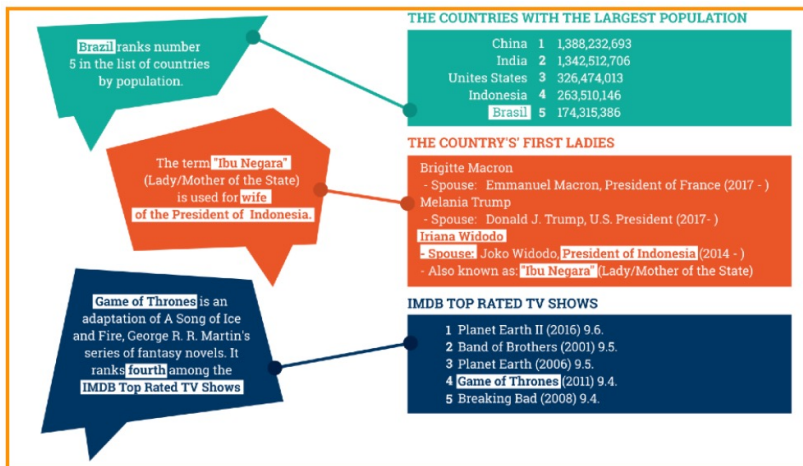 Brazil ranks number
5 in the list of countries
by population.
THE COUNTRIES WITH THE LARGEST POPULATION
China 1 1,388,232,693
India 2 1,342,512,706
Unites States 3 326,474,013
Indonesia 4 263,510,146
Brasil 5 174,315,386
The term "Ibu Negara"
(Lady/Mother of the State)
is used for wife
of the President of Indonesia.
THE COUNTRY'S' FIRST LADIES
Brigitte Macron
- Spouse: Emmanuel Macron, President of France (2017 - )
Melania Trump
- Spouse: Donald J. Trump, U.S. President (2017- )
Iriana Widodo
- Spouse: Joko Widodo, President of Indonesia (2014 - )
- Also known as: "Ibu Negara" (Lady/Mother of the State)
Game of Thrones is an
adaptation of A Song of Ice
and Fire, George R. R. Martin's
series of fantasy novels. It
ranks fourth among the
IMDB Top Rated TV Shows
IMDB TOP RATED TV SHOWS
1 Planet Earth II (2016) 9.6.
2 Band of Brothers (2001) 9.5.
3 Planet Earth (2006) 9.5.
4 Game of Thrones (2011) 9.4.
5 Breaking Bad (2008) 9.4.